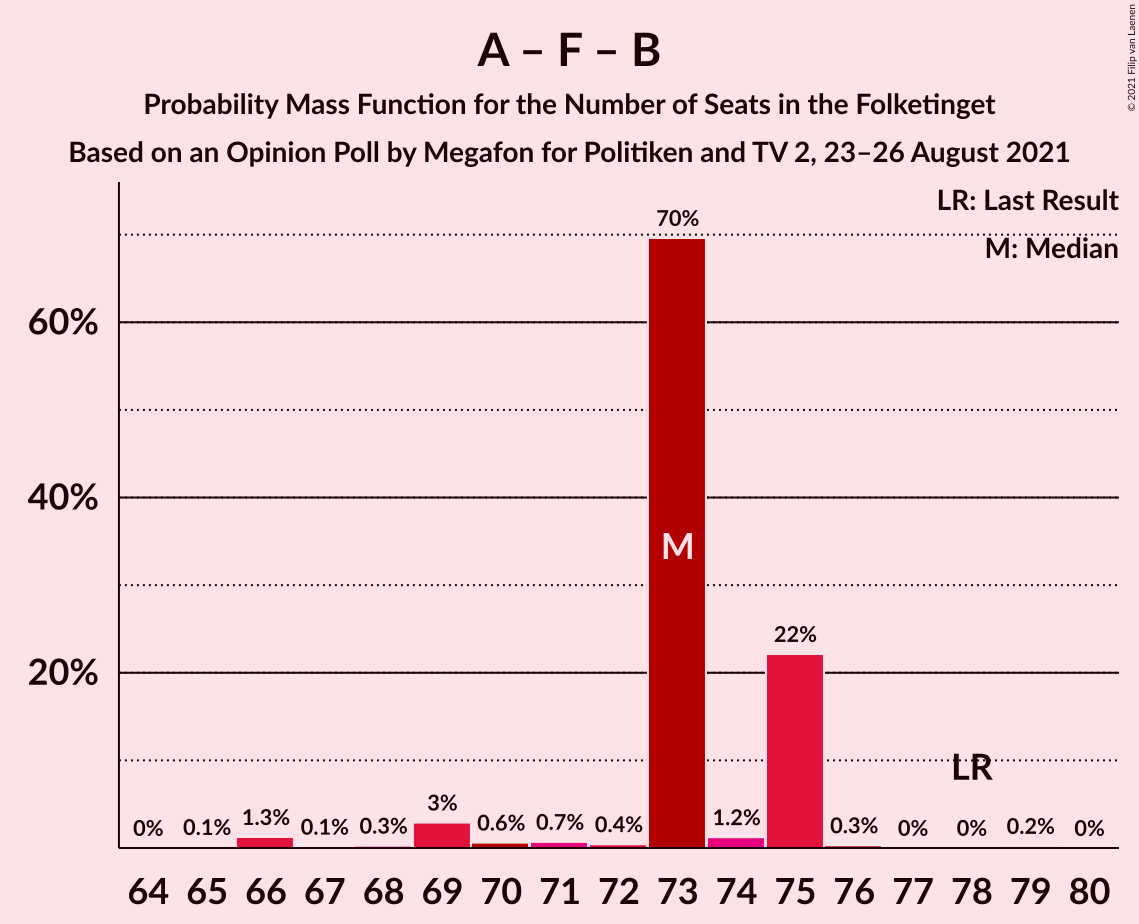 A – F – B
Probability Mass Function for the Number of Seats in the Folketinget
Based on an Opinion Poll by Megafon for Politiken and TV 2, 23–26 August 2021
© 2021 Filip van Laenen
LR: Last Result
M: Median
60%
40%
20%
0%
0.1%
1.3%
0.1%
0.3%
3%
0.6%
0.7%
0.4%
70%
M
1.2%
22%
0.3%
0%
LR
0%
0.2%
0%
64 65 66 67 68 69 70 71 72 73 74 75 76 77 78 79 80